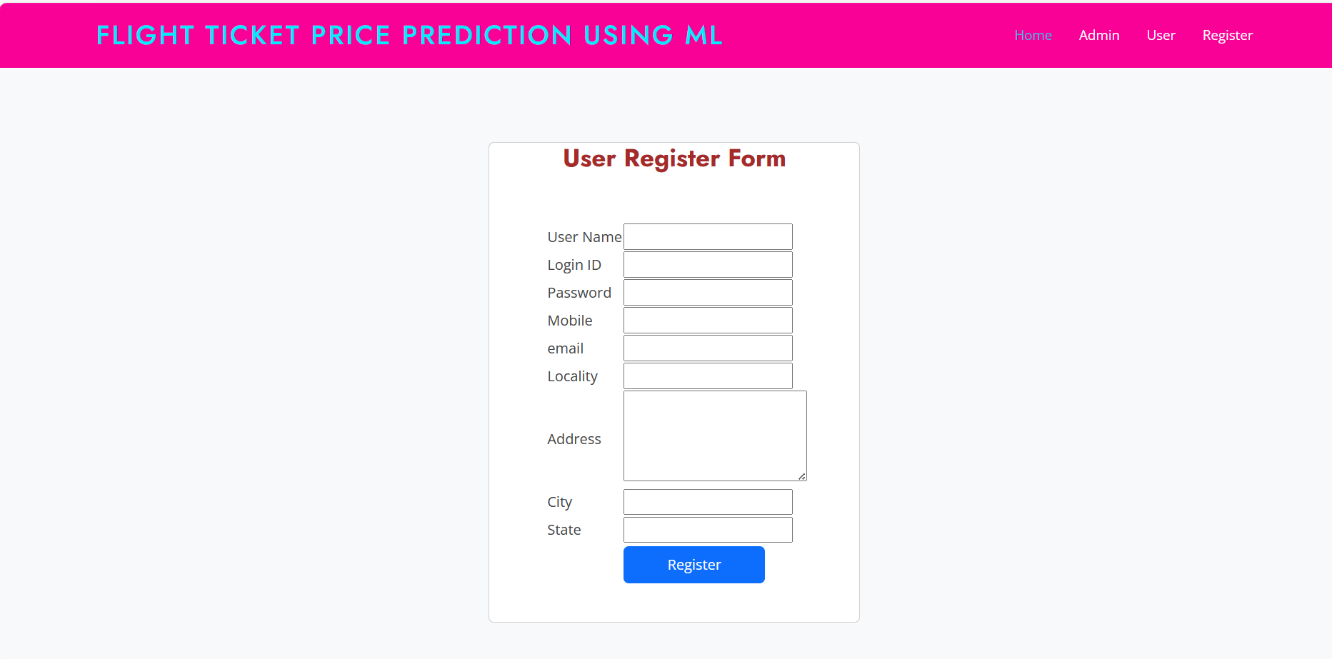 FLIGHT TICKET PRICE PREDICTION USING ML
Home Admin User Register
User Register Form
User Name
Login ID
Password
Mobile
email
Locality
Address
City
State
Register